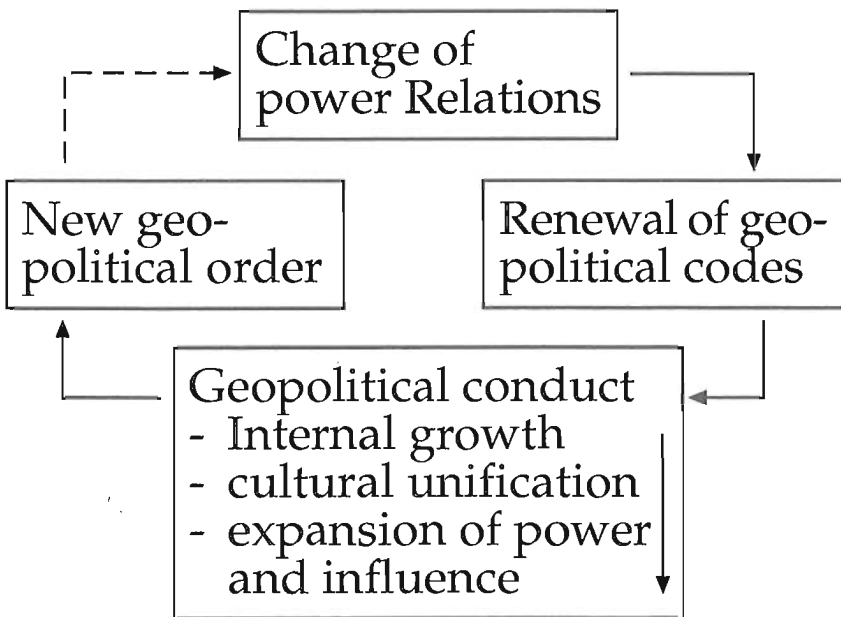 Change of
power Relations
New geo-
political order
Renewal of geo-
political codes
Geopolitical conduct
- Internal growth
- cultural unification
- expansion of power
and influence